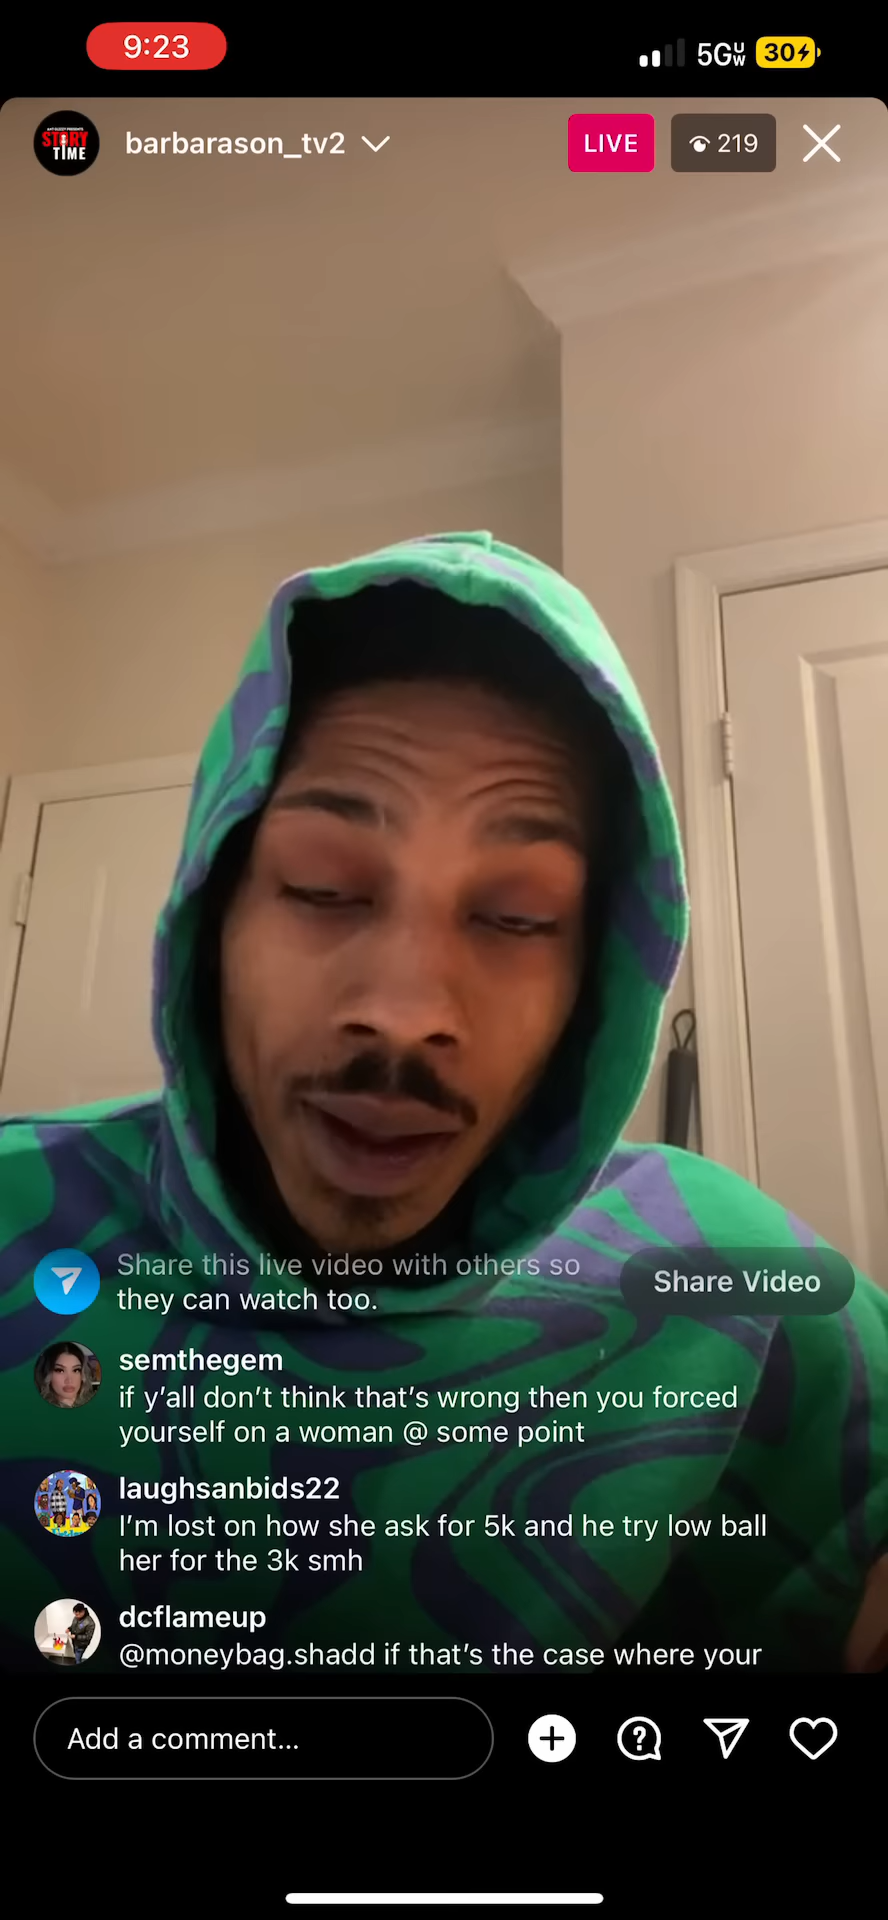 9:23
5GUW
30
STORY
TIME
barbarason_tv2
LIVE
219
Share this live video with others so
they can watch too.
Share Video
semthegem
if y'all don't think that's wrong then you forced
yourself on a woman @ some point
laughsanbids22
I'm lost on how she ask for 5k and he try low ball
her for the 3k smh
dcflameup
@moneybag.shadd if that's the case where your
Add a comment...